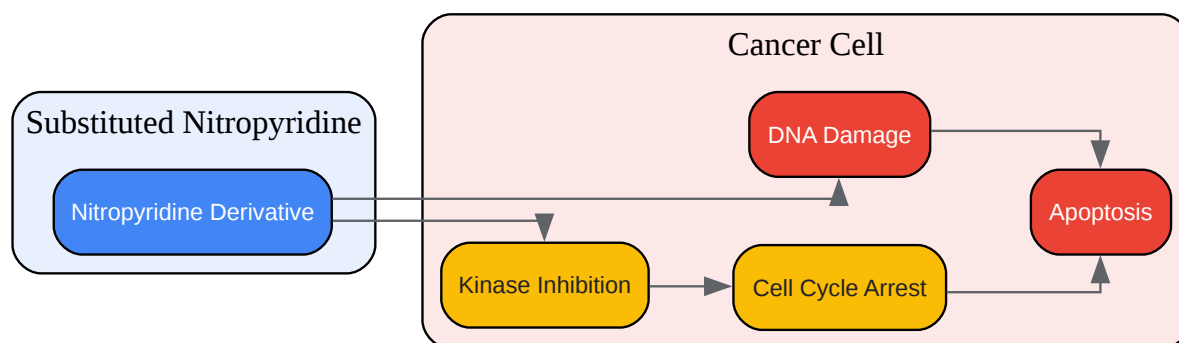 Cancer Cell
Substituted Nitropyridine
DNA Damage
Nitropyridine Derivative
Apoptosis
Kinase Inhibition
Cell Cycle Arrest